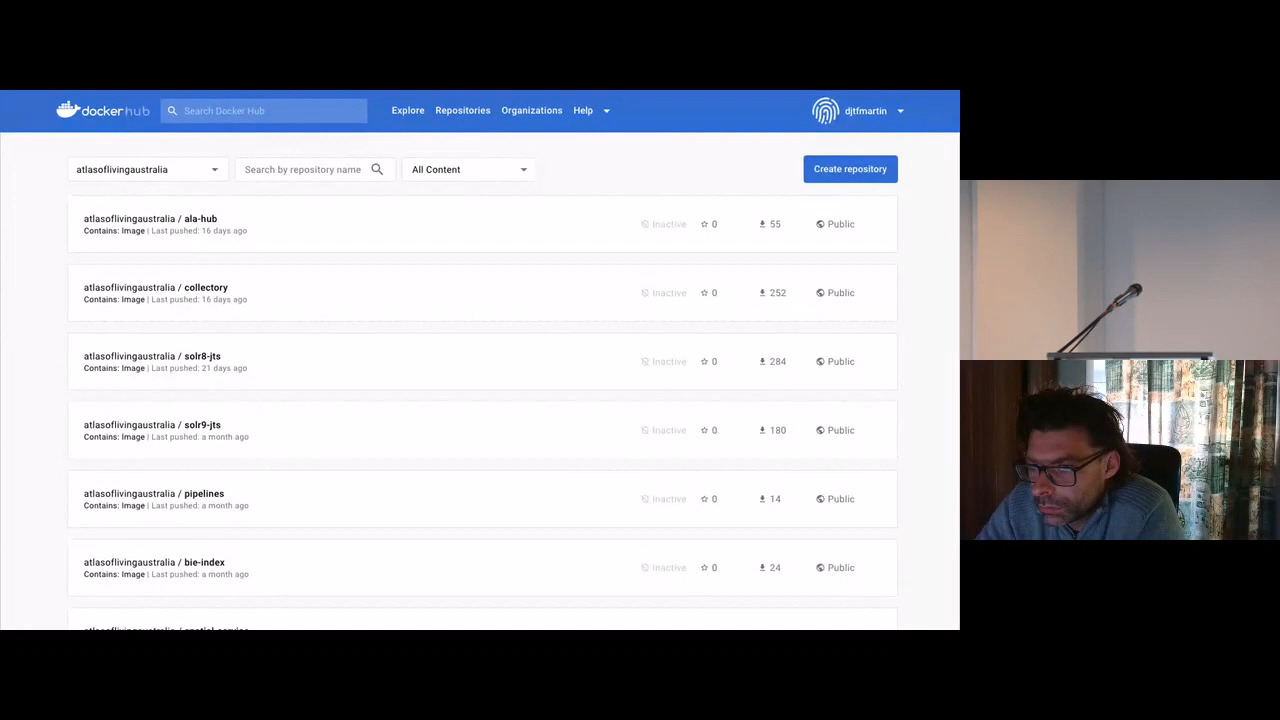 dockerhub
Search Docker Hub
Explore Repositories Organizations Help
djtfmartin
atlasoflivingaustralia
Search by repository name
All Content
Create repository
atlasoflivingaustralia / ala-hub
Contains: Image | Last pushed: 16 days ago
Inactive 0 55 Public
atlasoflivingaustralia / collectory
Contains: Image | Last pushed: 16 days ago
Inactive 0 252 Public
atlasoflivingaustralia / solr8-jts
Contains: Image | Last pushed: 21 days ago
Inactive 0 284 Public
atlasoflivingaustralia / solr9-jts
Contains: Image | Last pushed: a month ago
Inactive 0 180 Public
atlasoflivingaustralia / pipelines
Contains: Image | Last pushed: a month ago
Inactive 0 14 Public
atlasoflivingaustralia / bie-index
Contains: Image | Last pushed: a month ago
Inactive 0 24 Public
atlasoflivingaustralia / spatial-service